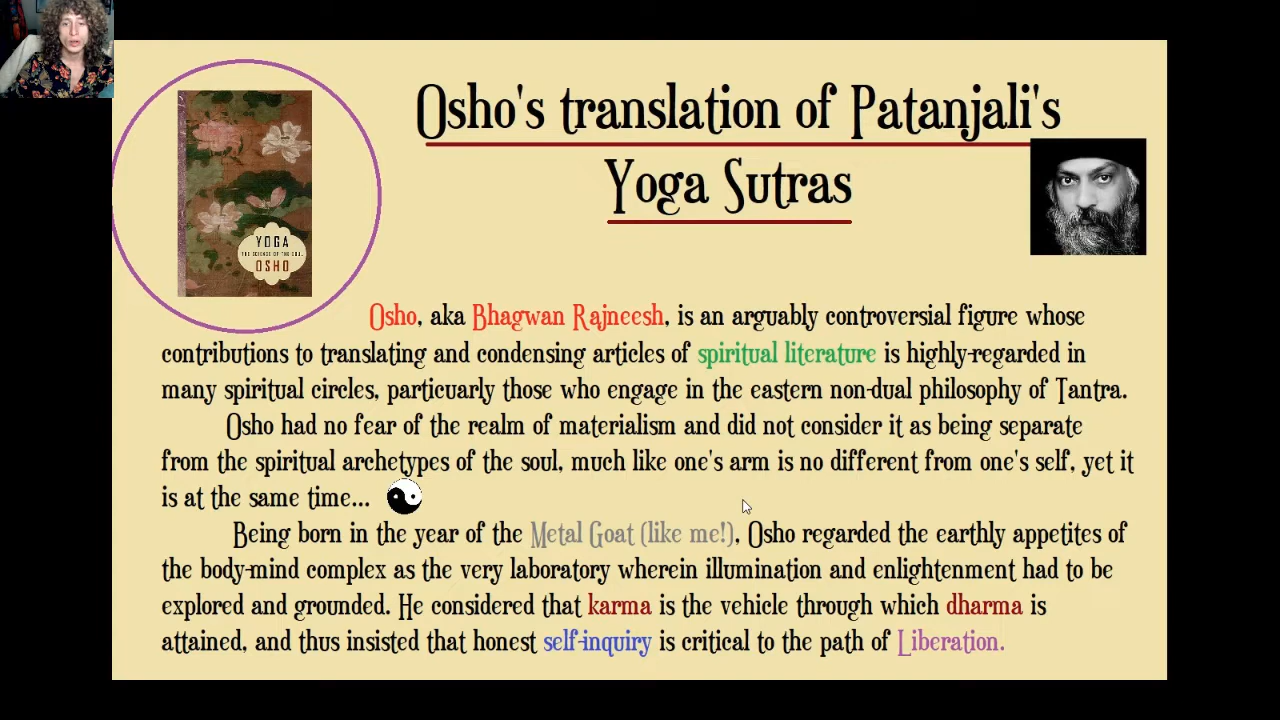 Osho's translation of Patanjali's
Yoga Sutras
YOGA
THE SCIENCE OF THE SOUL
OSHO
Osho, aka Bhagwan Rajneesh, is an arguably controversial figure whose
contributions to translating and condensing articles of spiritual literature is highly-regarded in
many spiritual circles, particuarly those who engage in the eastern non-dual philosophy of Tantra.
Osho had no fear of the realm of materialism and did not consider it as being separate
from the spiritual archetypes of the soul, much like one's arm is no different from one's self, yet it
is at the same time...
Being born in the year of the Metal Goat (like me!), Osho regarded the earthly appetites of
the body-mind complex as the very laboratory wherein illumination and enlightenment had to be
explored and grounded. He considered that karma is the vehicle through which dharma is
attained, and thus insisted that honest self-inquiry is critical to the path of Liberation.